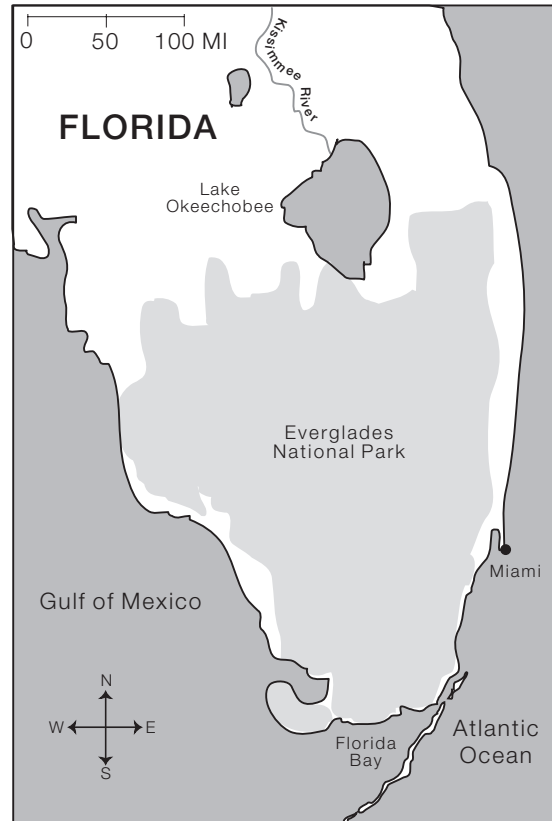 0 50 100 MI
Kissimmee River
FLORIDA
Lake
Okeechobee
Everglades
National Park
Miami
Gulf of Mexico
N
W E
S
Florida
Bay
Atlantic
Ocean